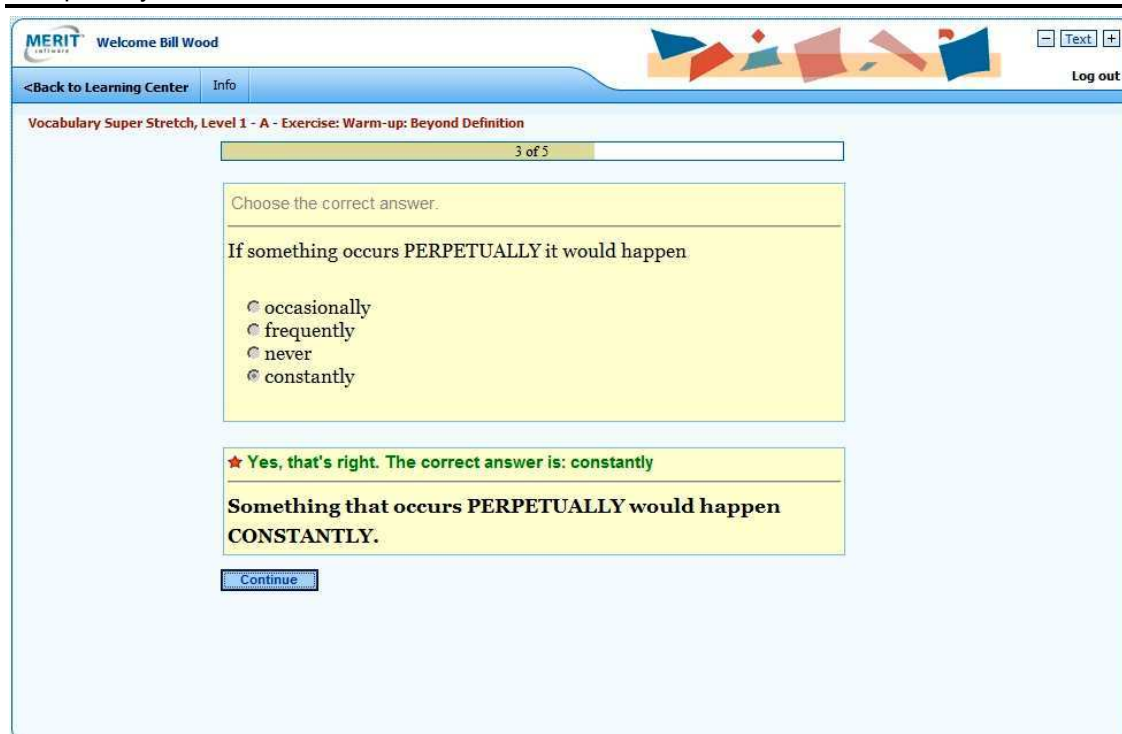 MERIT Welcome Bill Wood
software
- Text +
Log out
<Back to Learning Center Info
Vocabulary Super Stretch, Level 1 - A - Exercise: Warm-up: Beyond Definition
3 of 5
Choose the correct answer.
If something occurs PERPETUALLY it would happen
occasionally
frequently
never
constantly
Yes, that's right. The correct answer is: constantly
Something that occurs PERPETUALLY would happen
CONSTANTLY.
Continue